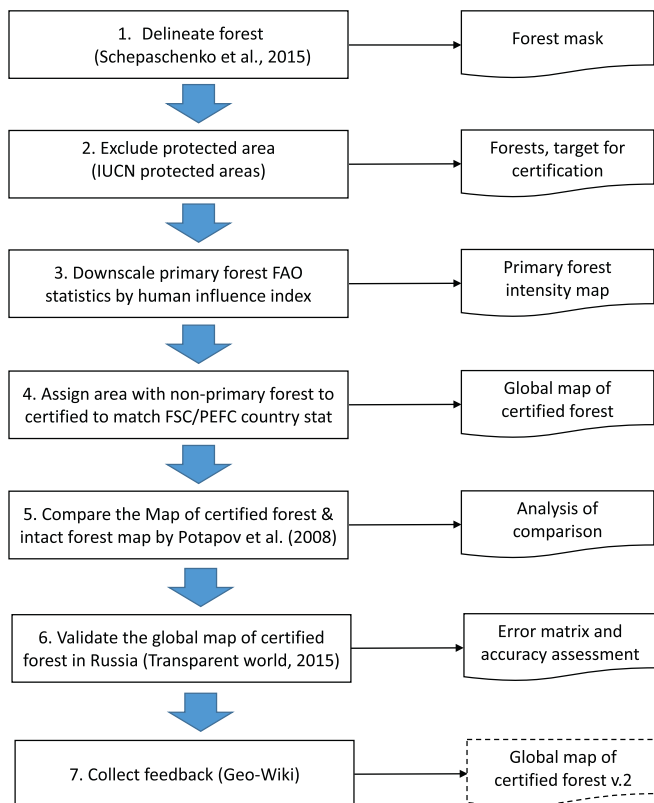 1. Delineate forest
(Schepaschenko et al., 2015)
Forest mask
2. Exclude protected area
(IUCN protected areas)
Forests, target for
certification
3. Downscale primary forest FAO
statistics by human influence index
Primary forest
intensity map
4. Assign area with non-primary forest to
certified to match FSC/PEFC country stat
Global map of
certified forest
5. Compare the Map of certified forest &
intact forest map by Potapov et al. (2008)
Analysis of
comparison
6. Validate the global map of certified
forest in Russia (Transparent world, 2015)
Error matrix and
accuracy assessment
7. Collect feedback (Geo-Wiki)
Global map of
certified forest v.2